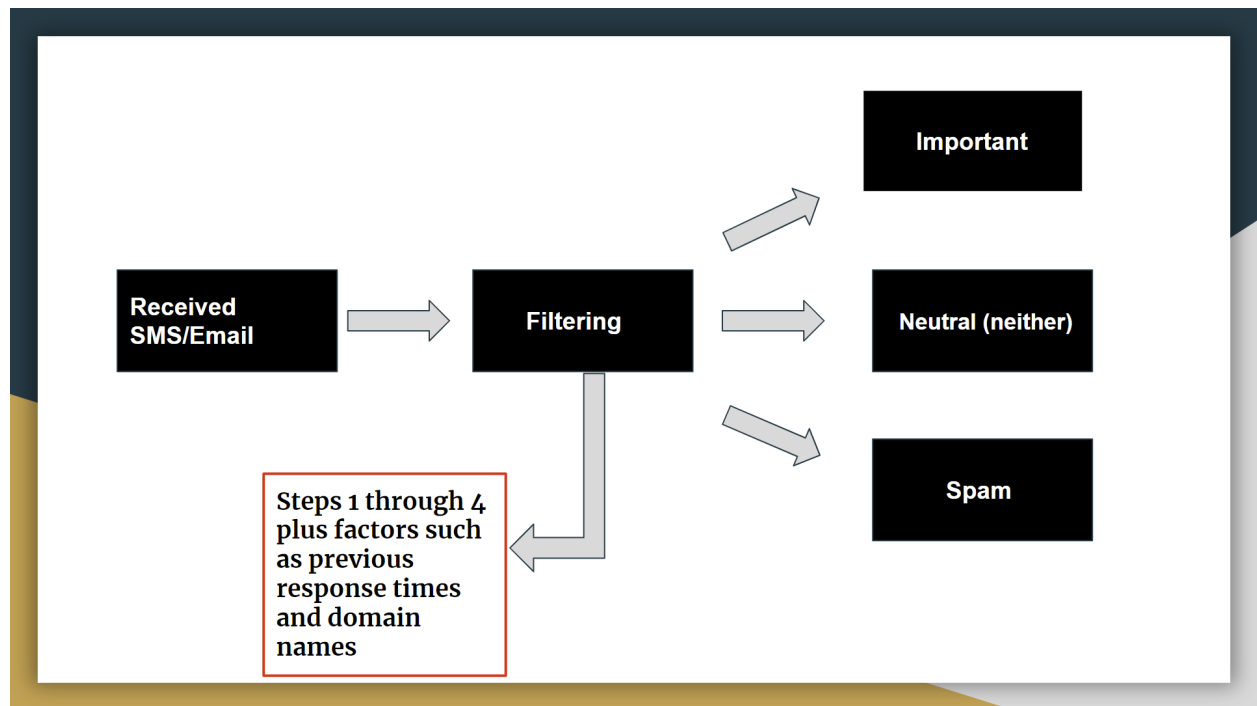 Important
Received
SMS/Email
Filtering
Neutral (neither)
Spam
Steps 1 through 4
plus factors such
as previous
response times
and domain
names